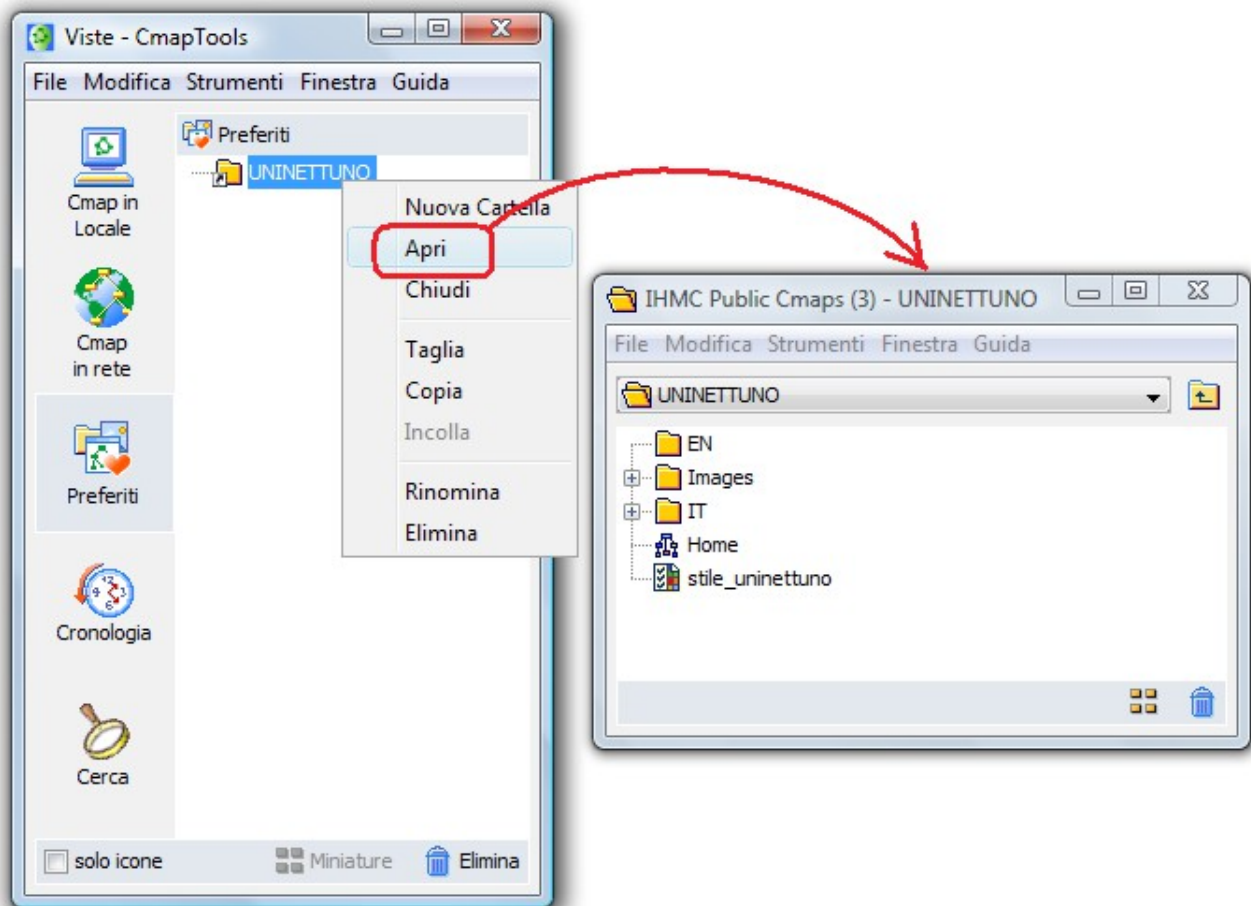 Viste - CmapTools
File Modifica Strumenti Finestra Guida
Cmap in
Locale
Cmap
in rete
Preferiti
Cronologia
Cerca
Preferiti
UNINETTUNO
Nuova Cartella
Apri
Chiudi
Taglia
Copia
Incolla
Rinomina
Elimina
solo icone
Miniature
Elimina
IHMC Public Cmaps (3) - UNINETTUNO
File Modifica Strumenti Finestra Guida
UNINETTUNO
EN
Images
IT
Home
stile_uninettuno